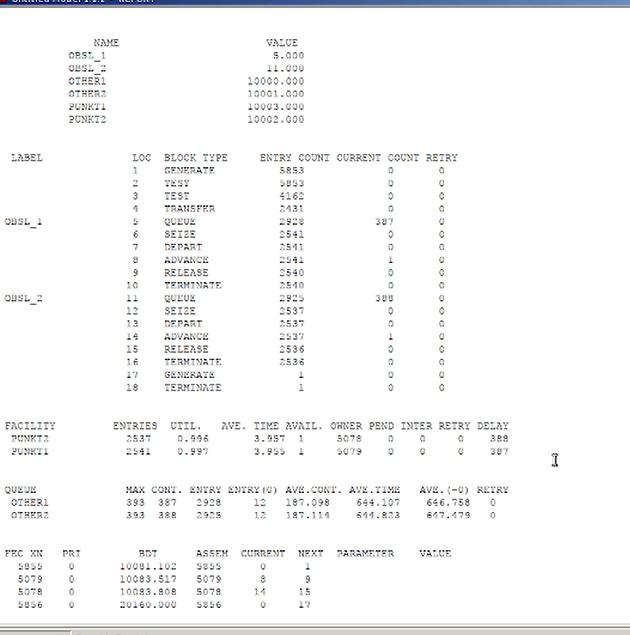 Untitled Model 1.1.2 - REPORT
NAME VALUE
OBSL_1 5.000
OBSL_2 11.000
OTHER1 10000.000
OTHER2 10001.000
PUNKT1 10003.000
PUNKT2 10002.000
LABEL LOC BLOCK TYPE ENTRY COUNT CURRENT COUNT RETRY
1 GENERATE 5853 0 0
2 TEST 5853 0 0
3 TEST 4162 0 0
4 TRANSFER 2431 0 0
OBSL_1 5 QUEUE 2928 387 0
6 SEIZE 2541 0 0
7 DEPART 2541 0 0
8 ADVANCE 2541 1 0
9 RELEASE 2540 0 0
10 TERMINATE 2540 0 0
OBSL_2 11 QUEUE 2925 388 0
12 SEIZE 2537 0 0
13 DEPART 2537 0 0
14 ADVANCE 2537 1 0
15 RELEASE 2536 0 0
16 TERMINATE 2536 0 0
17 GENERATE 1 0 0
18 TERMINATE 1 0 0
FACILITY ENTRIES UTIL. AVE. TIME AVAIL. OWNER PEND INTER RETRY DELAY
PUNKT2 2537 0.996 3.957 1 5078 0 0 0 388
PUNKT1 2541 0.997 3.955 1 5079 0 0 0 387
QUEUE MAX CONT. ENTRY ENTRY(0) AVE.CONT. AVE.TIME AVE.(-0) RETRY
OTHER1 393 387 2928 12 187.098 644.107 646.758 0
OTHER2 393 388 2925 12 187.114 644.823 647.479 0
FEC XN PRI BDT ASSEM CURRENT NEXT PARAMETER VALUE
5855 0 10081.102 5855 0 1
5079 0 10083.517 5079 8 9
5078 0 10083.808 5078 14 15
5856 0 20160.000 5856 0 17